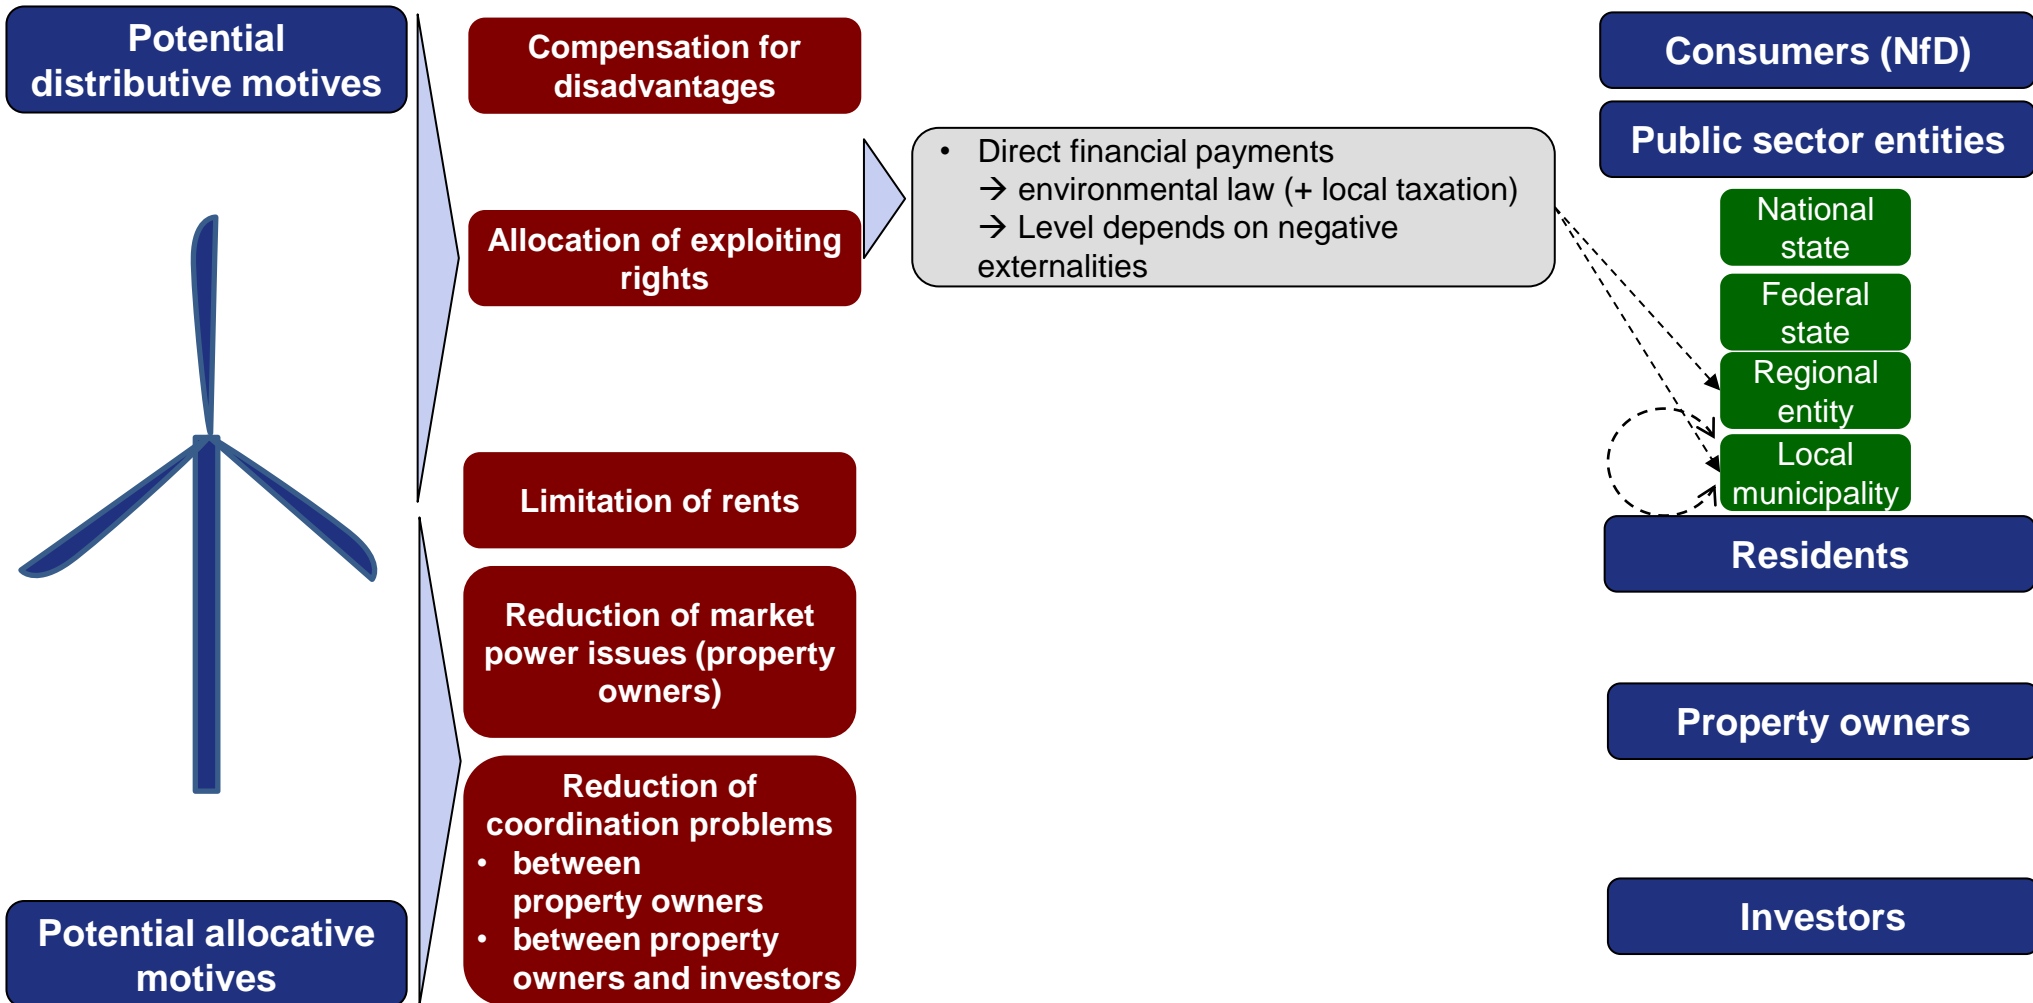 Potential
distributive motives
Compensation for
disadvantages
Allocation of exploiting
rights
Limitation of rents
Reduction of market
power issues (property
owners)
Reduction of
coordination problems
• between
property owners
• between property
owners and investors
Potential allocative
motives
• Direct financial payments
→ environmental law (+ local taxation)
→ Level depends on negative
externalities
Consumers (NfD)
Public sector entities
National
state
Federal
state
Regional
entity
Local
municipality
Residents
Property owners
Investors